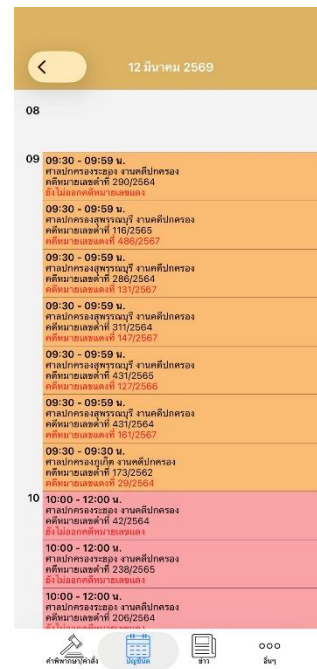 12 มีนาคม 2569
08
09
09:30 - 09:59 น.
ศาลปกครองระยอง งานคดีปกครอง
คดีหมายเลขดำที่ 290/2564
ยังไม่ออกคดีหมายเลขแดง
09:30 - 09:59 น.
ศาลปกครองสุพรรณบุรี งานคดีปกครอง
คดีหมายเลขดำที่ 116/2565
คดีหมายเลขแดงที่ 486/2567
09:30 - 09:59 น.
ศาลปกครองสุพรรณบุรี งานคดีปกครอง
คดีหมายเลขดำที่ 286/2564
คดีหมายเลขแดงที่ 131/2567
09:30 - 09:59 น.
ศาลปกครองสุพรรณบุรี งานคดีปกครอง
คดีหมายเลขดำที่ 311/2564
คดีหมายเลขแดงที่ 147/2567
09:30 - 09:59 น.
ศาลปกครองสุพรรณบุรี งานคดีปกครอง
คดีหมายเลขดำที่ 431/2565
คดีหมายเลขแดงที่ 127/2566
09:30 - 09:59 น.
ศาลปกครองสุพรรณบุรี งานคดีปกครอง
คดีหมายเลขดำที่ 431/2564
คดีหมายเลขแดงที่ 161/2567
09:30 - 09:30 น.
ศาลปกครองภูเก็ต งานคดีปกครอง
คดีหมายเลขดำที่ 173/2562
คดีหมายเลขแดงที่ 29/2564
10
10:00 - 12:00 น.
ศาลปกครองระยอง งานคดีปกครอง
คดีหมายเลขดำที่ 42/2564
ยังไม่ออกคดีหมายเลขแดง
10:00 - 12:00 น.
ศาลปกครองระยอง งานคดีปกครอง
คดีหมายเลขดำที่ 238/2565
ยังไม่ออกคดีหมายเลขแดง
10:00 - 12:00 น.
ศาลปกครองระยอง งานคดีปกครอง
คดีหมายเลขดำที่ 206/2564
ยังไม่ออกคดีหมายเลขแดง
คำพิพากษา/คำสั่ง บัญชีนัด ข่าว อื่นๆ